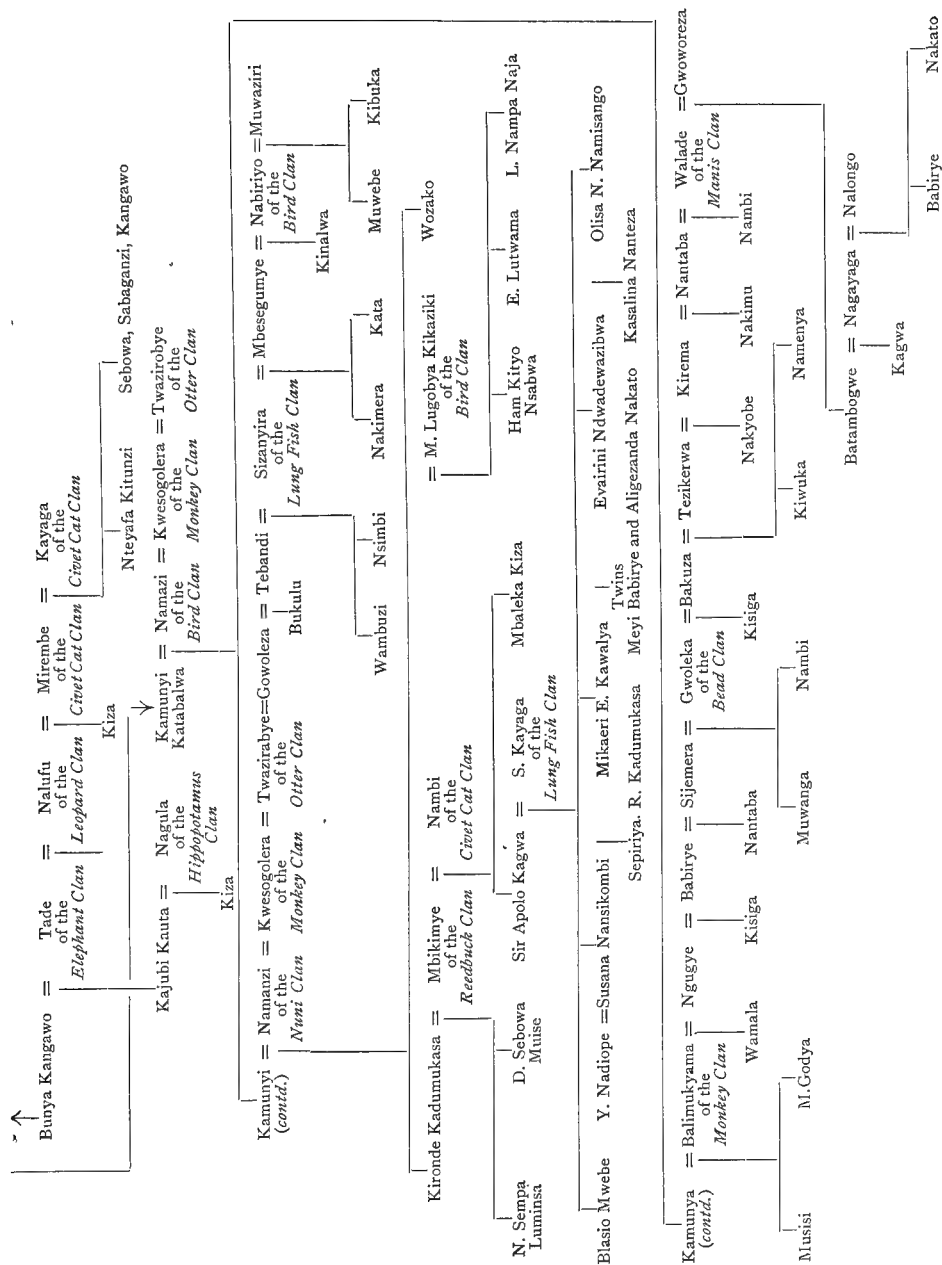 Bunya Kangawo = Tade = Nalufu = Mirembe = Kayaga
of the of the of the of the
Elephant Clan Leopard Clan Civet Cat Clan Civet Cat Clan
Kiza
Nteyafa Kitunzi Sebowa, Sabaganzi, Kangawo
Kajubi Kauta = Nagula Kamunyi = Namazi = Kwesogolera = Twazirobye
of the Katabalwa of the of the of the
Hippopotamus Bird Clan Monkey Clan Otter Clan
Clan
Kiza
Kamunyi = Namanzi = Kwesogolera = Twazirabye=Gowoleza = Tebandi = Sizanyira = Mbesegumye = Nabiriyo =Muwaziri
(contd.) of the of the of the of the of the
Nuni Clan Monkey Clan Otter Clan Lung Fish Clan Bird Clan
Bukulu Kinalwa
Wambuzi Nsimbi Nakimera Kata Muwebe Kibuka
Kironde Kadumukasa = Mbikimye = Nambi = M. Lugobya Kikaziki Wozako
of the of the of the
Reedbuck Clan Civet Cat Clan Bird Clan
N. Sempa D. Sebowa Sir Apolo Kagwa = S. Kayaga Mbaleka Kiza Ham Kityo E. Lutwama L. Nampa Naja
Luminsa Muise of the Nsabwa
Lung Fish Clan
Blasio Mwebe Y. Nadiope =Susana Nansikombi Mikaeri E. Kawalya Evairini Ndwadewazibwa Olisa N. Namisango
Twins
Sepiriya. R. Kadumukasa Meyi Babirye and Aligezanda Nakato Kasalina Nanteza
Kamunya =Balimukyama = Ngugye = Babirye = Sijemera = Gwoleka =Bakuza = Tezikerwa = Kirema = Nantaba = Walade =Gwoworeza
(contd.) of the of the of the
Monkey Clan Bead Clan Manis Clan
Wamala Kisiga Nantaba Kisiga Nakyobe Nakimu Nambi
Musisi M.Godya Muwanga Nambi Kiwuka Namenya
Batambogwe = Nagayaga = Nalongo
Kagwa
Babirye Nakato